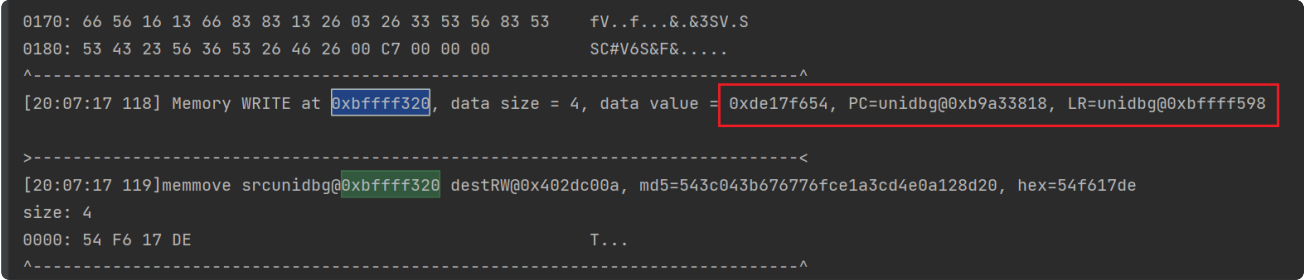 0170: 66 56 16 13 66 83 83 13 26 03 26 33 53 56 83 53 fV..f...&.&3SV.S
0180: 53 43 23 56 36 53 26 46 26 00 C7 00 00 00 SC#V6S&F&.....
^-----------------------------------------------------------------------------^
[20:07:17 118] Memory WRITE at 0xbffff320, data size = 4, data value = 0xde17f654, PC=unidbg@0xb9a33818, LR=unidbg@0xbffff598
>-----------------------------------------------------------------------------<
[20:07:17 119]memmove srcunidbg@0xbffff320 destRW@0x402dc00a, md5=543c043b676776fce1a3cd4e0a128d20, hex=54f617de
size: 4
0000: 54 F6 17 DE T...
^-----------------------------------------------------------------------------^